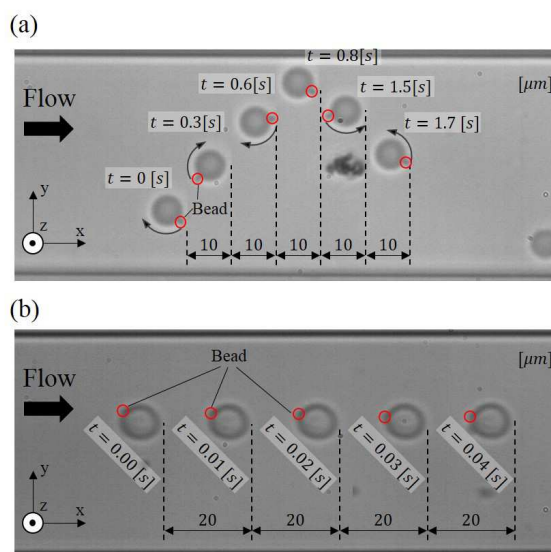 (a)
t = 0.8[s]
[μm]
t = 0.6[s]
t = 1.5[s]
Flow
t = 0.3[s]
t = 1.7[s]
t = 0 [s]
Bead
y
z
x
10 10 10 10 10
(b)
Bead
[μm]
Flow
t = 0.00 [s]
t = 0.01 [s]
t = 0.02 [s]
t = 0.03 [s]
t = 0.04 [s]
y
z
x
20 20 20 20